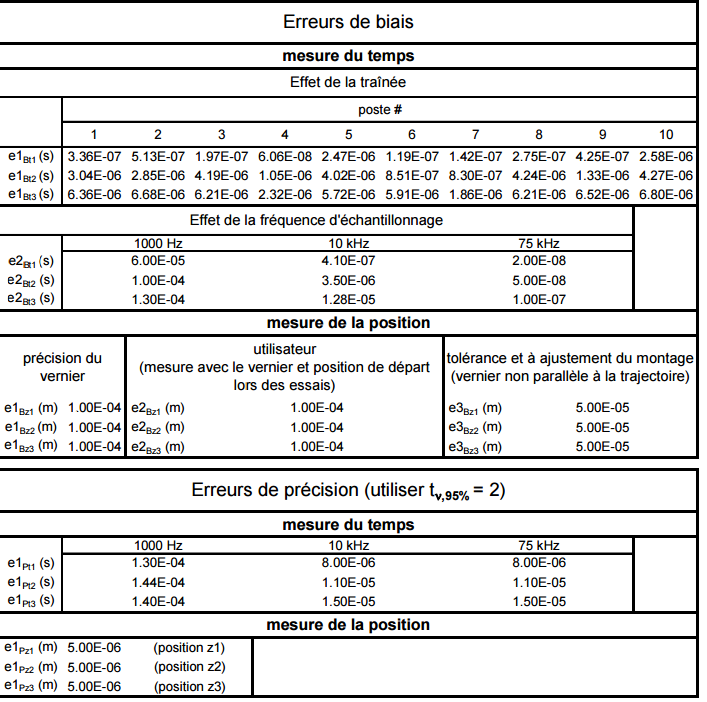 Erreurs de biais
mesure du temps
Effet de la traînée
poste #
1 2 3 4 5 6 7 8 9 10
e1Bt1 (s) 3.36E-07 5.13E-07 1.97E-07 6.06E-08 2.47E-06 1.19E-07 1.42E-07 2.75E-07 4.25E-07 2.58E-06
e1Bt2 (s) 3.04E-06 2.85E-06 4.19E-06 1.05E-06 4.02E-06 8.51E-07 8.30E-07 4.24E-06 1.33E-06 4.27E-06
e1Bt3 (s) 6.36E-06 6.68E-06 6.21E-06 2.32E-06 5.72E-06 5.91E-06 1.86E-06 6.21E-06 6.52E-06 6.80E-06
Effet de la fréquence d'échantillonnage
1000 Hz 10 kHz 75 kHz
e2Bt1 (s) 6.00E-05 4.10E-07 2.00E-08
e2Bt2 (s) 1.00E-04 3.50E-06 5.00E-08
e2Bt3 (s) 1.30E-04 1.28E-05 1.00E-07
mesure de la position
précision du vernier
utilisateur
(mesure avec le vernier et position de départ
lors des essais)
tolérance et à ajustement du montage
(vernier non parallèle à la trajectoire)
e1Bz1 (m) 1.00E-04 e2Bz1 (m) 1.00E-04 e3Bz1 (m) 5.00E-05
e1Bz2 (m) 1.00E-04 e2Bz2 (m) 1.00E-04 e3Bz2 (m) 5.00E-05
e1Bz3 (m) 1.00E-04 e2Bz3 (m) 1.00E-04 e3Bz3 (m) 5.00E-05
Erreurs de précision (utiliser tv,95% = 2)
mesure du temps
1000 Hz 10 kHz 75 kHz
e1Pt1 (s) 1.30E-04 8.00E-06 8.00E-06
e1Pt2 (s) 1.44E-04 1.10E-05 1.10E-05
e1Pt3 (s) 1.40E-04 1.50E-05 1.50E-05
mesure de la position
e1Pz1 (m) 5.00E-06 (position z1)
e1Pz2 (m) 5.00E-06 (position z2)
e1Pz3 (m) 5.00E-06 (position z3)